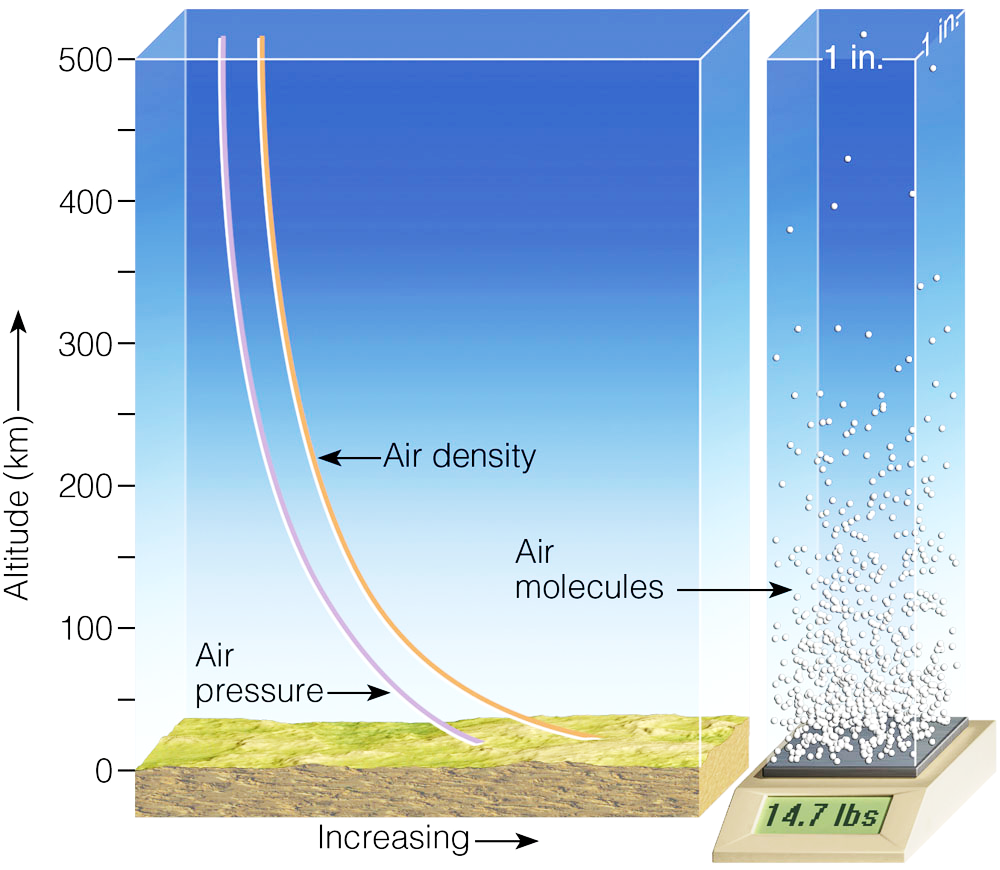 500
400
300
200
100
0
Altitude (km)
Air density
Air
molecules
Air
pressure
Increasing
1 in.
1 in.
14.7 lbs